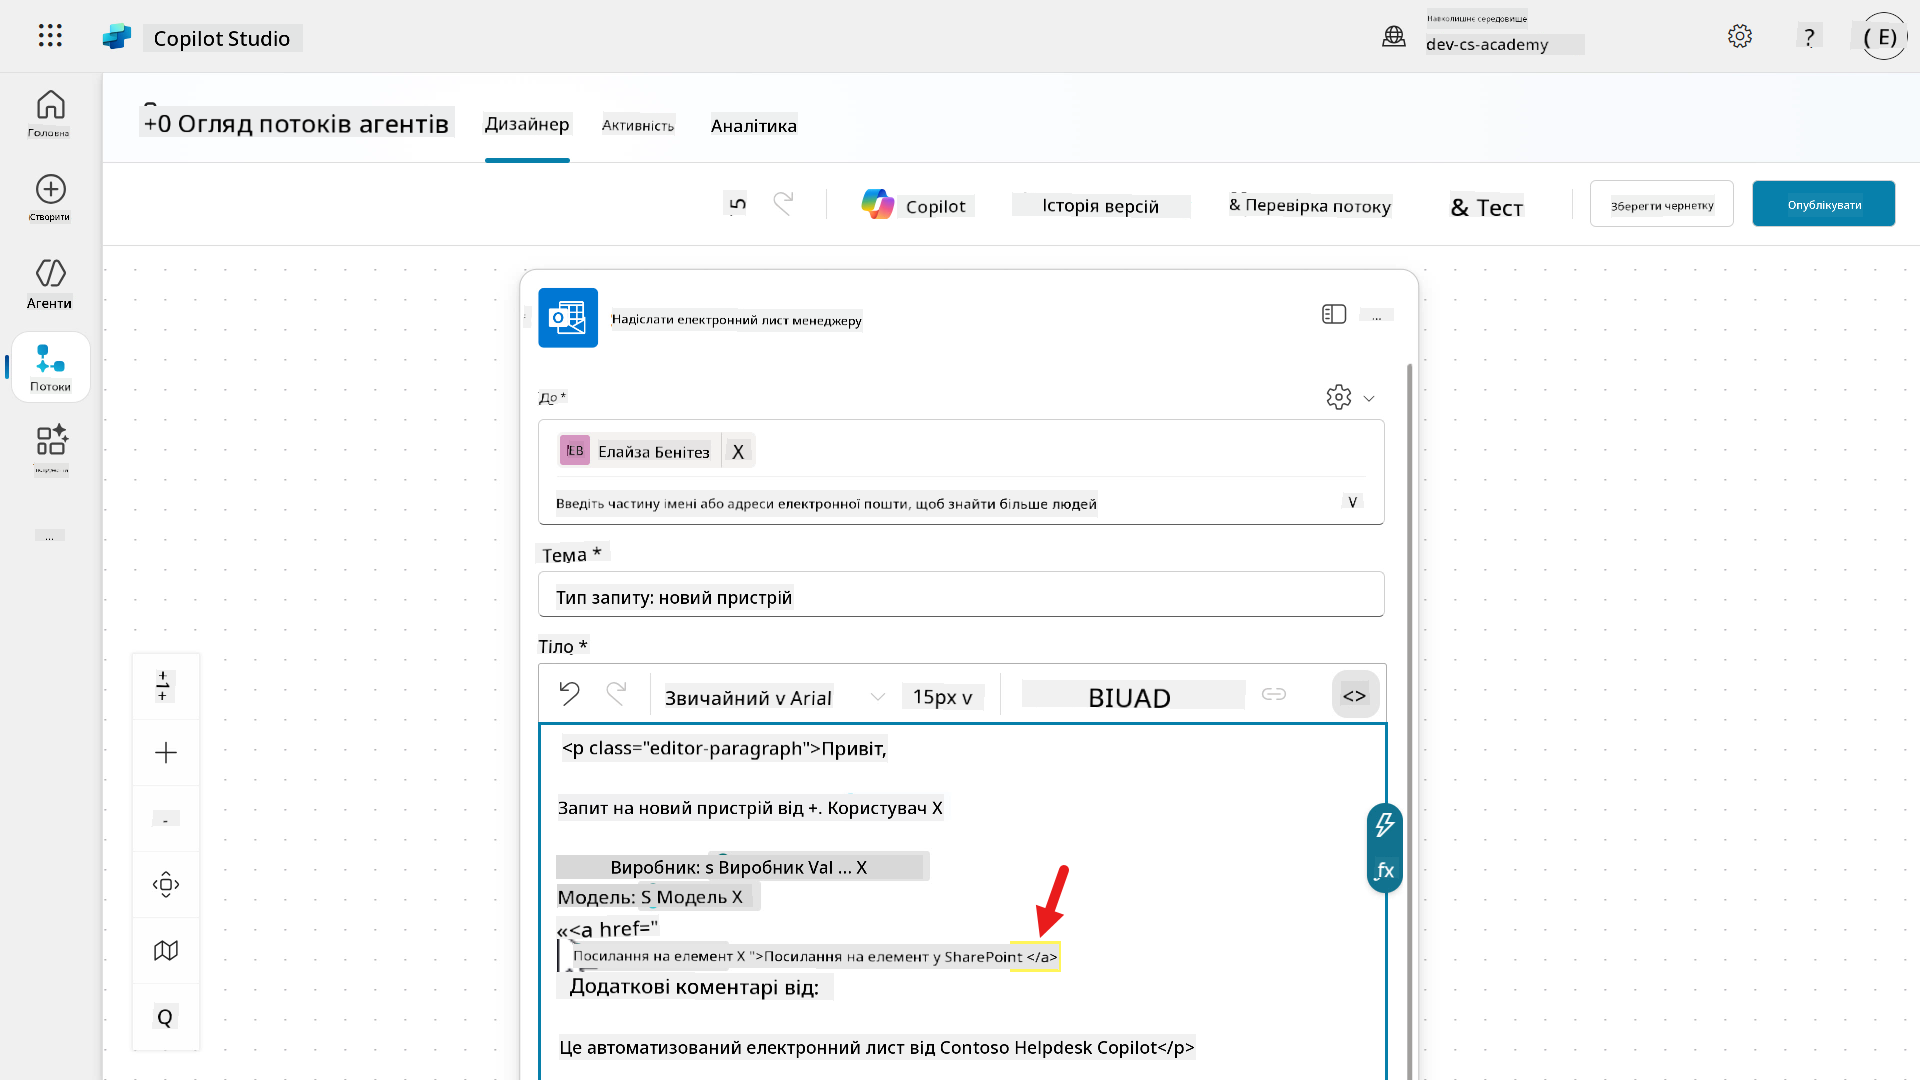 Copilot Studio
Навколишнє середовище
dev-cs-academy
?
( E)
Головна
Створити
Агенти
Потоки
...
+0 Огляд потоків агентів
Дизайнер
Активність
Аналітика
Copilot
Історія версій
& Перевірка потоку
& Тест
Зберегти чернетку
Опублікувати
Надіслати електронний лист менеджеру
...
До *
ЕВ Елайза Бенітез X
Введіть частину імені або адреси електронної пошти, щоб знайти більше людей
V
Тема *
Тип запиту: новий пристрій
Тіло *
Звичайний v Arial
15px v
BIUAD
<>
<p class="editor-paragraph">Привіт,
Запит на новий пристрій від +. Користувач X
Виробник: s Виробник Val ... X
Модель: S Модель X
«<a href="
Посилання на елемент X ">Посилання на елемент у SharePoint </a>
Додаткові коментарі від:
Це автоматизований електронний лист від Contoso Helpdesk Copilot</p>
fx
Q